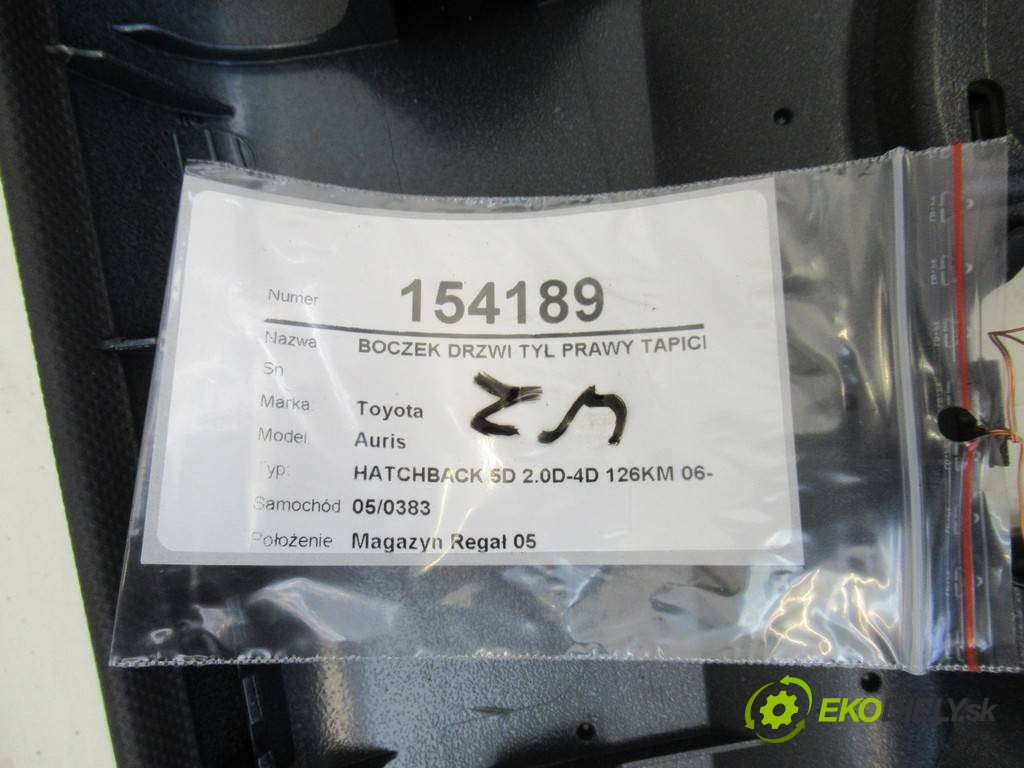 Numer 154189
Nazwa BOCZEK DRZWI TYL PRAWY TAPICI
Sn
Marka: Toyota
Model: Auris
Typ: HATCHBACK 5D 2.0D-4D 126KM 06-
Samochód 05/0383
Położenie Magazyn Regał 05
EKODIELY.sk